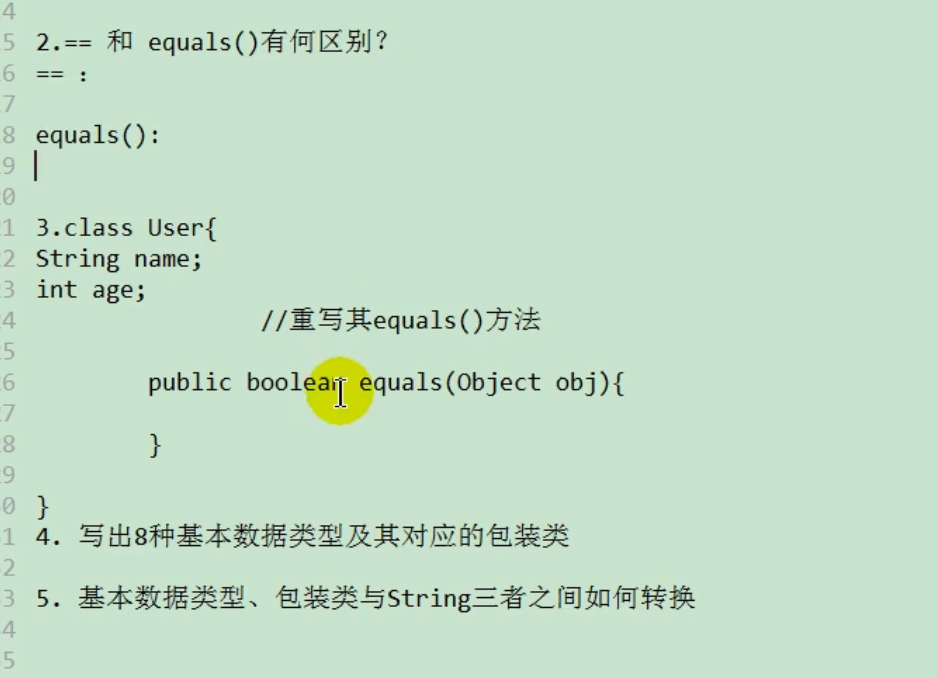 4
5 2.== 和 equals()有何区别?
6 == :
7
8 equals():
9
0
1 3.class User{
2 String name;
3 int age;
4 //重写其equals()方法
5
6 public boolean equals(Object obj){
7
8 }
9
0 }
1 4. 写出8种基本数据类型及其对应的包装类
2
3 5. 基本数据类型、包装类与String三者之间如何转换
4
5